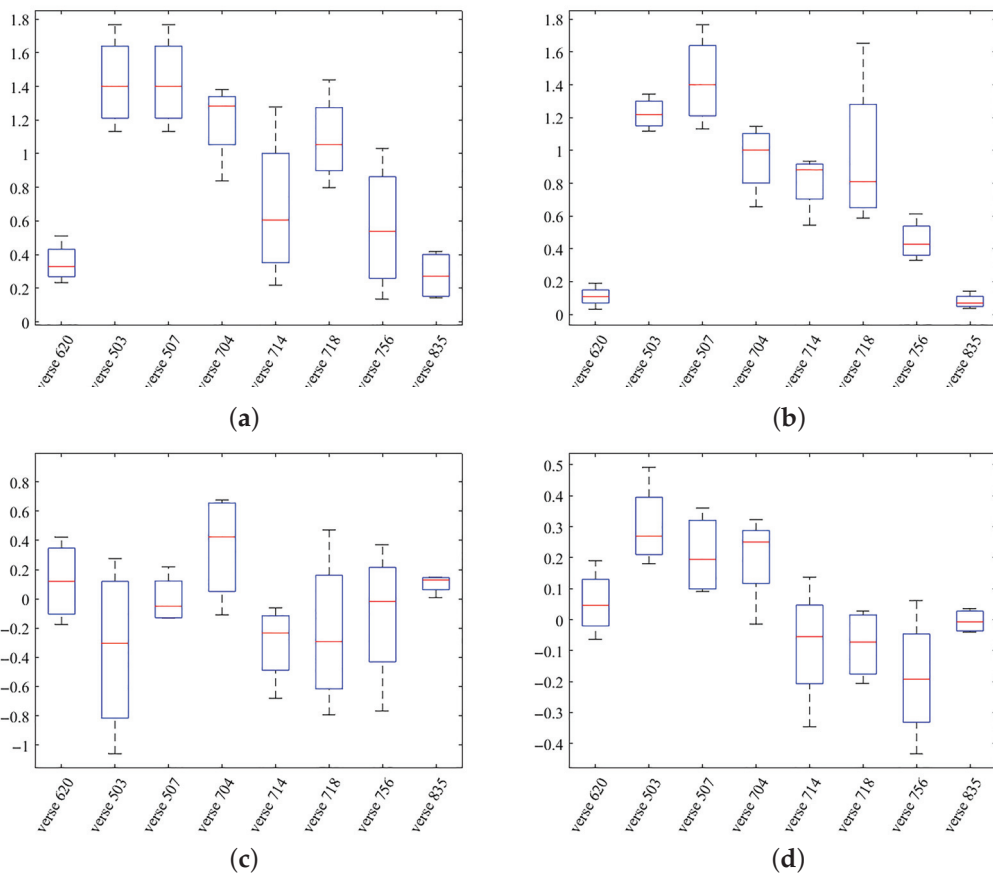 1.8
1.6
1.4
1.2
1
0.8
0.6
0.4
0.2
0
verse 620
verse 503
verse 507
verse 704
verse 714
verse 718
verse 756
verse 835
(a)
1.8
1.6
1.4
1.2
1
0.8
0.6
0.4
0.2
0
verse 620
verse 503
verse 507
verse 704
verse 714
verse 718
verse 756
verse 835
(b)
0.8
0.6
0.4
0.2
0
−0.2
−0.4
−0.6
−0.8
−1
verse 620
verse 503
verse 507
verse 704
verse 714
verse 718
verse 756
verse 835
(c)
0.5
0.4
0.3
0.2
0.1
0
−0.1
−0.2
−0.3
−0.4
verse 620
verse 503
verse 507
verse 704
verse 714
verse 718
verse 756
verse 835
(d)